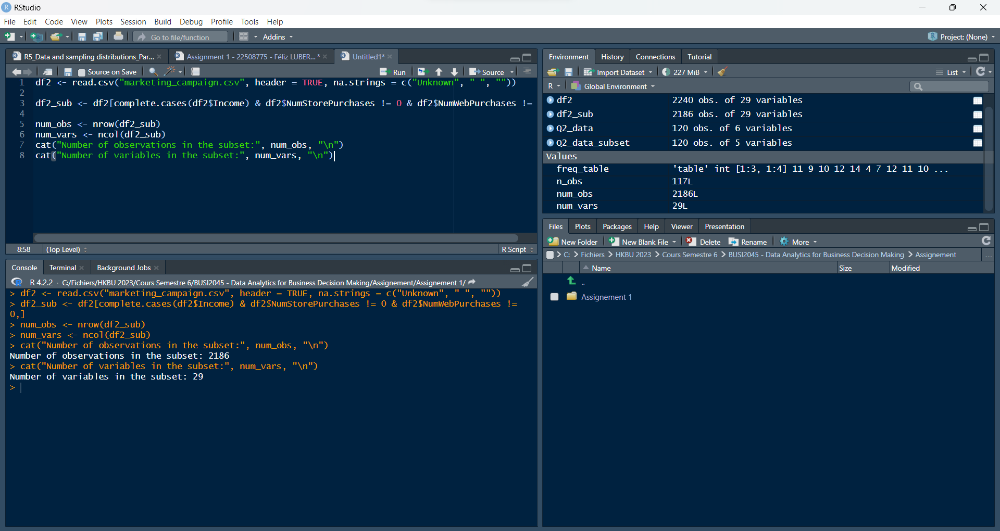 RStudio
File Edit Code View Plots Session Build Debug Profile Tools Help
Go to file/function Addins Project: (None)
R5_Data and sampling distributions_Par... Assignment 1 - 22508775 - Féliz LUBER...* Untitled1*
Source on Save Run Source
1 df2 <- read.csv("marketing_campaign.csv", header = TRUE, na.strings = c("Unknown", " ", ""))
2
3 df2_sub <- df2[complete.cases(df2$Income) & df2$NumStorePurchases != 0 & df2$NumWebPurchases !=
4
5 num_obs <- nrow(df2_sub)
6 num_vars <- ncol(df2_sub)
7 cat("Number of observations in the subset:", num_obs, "\n")
8 cat("Number of variables in the subset:", num_vars, "\n")
8:58 (Top Level) R Script
Console Terminal Background Jobs
R 4.2.2 · C:/Fichiers/HKBU 2023/Cours Semestre 6/BUSI2045 - Data Analytics for Business Decision Making/Assignement/Assignement 1/
> df2 <- read.csv("marketing_campaign.csv", header = TRUE, na.strings = c("Unknown", " ", ""))
> df2_sub <- df2[complete.cases(df2$Income) & df2$NumStorePurchases != 0 & df2$NumWebPurchases !=
0,]
> num_obs <- nrow(df2_sub)
> num_vars <- ncol(df2_sub)
> cat("Number of observations in the subset:", num_obs, "\n")
Number of observations in the subset: 2186
> cat("Number of variables in the subset:", num_vars, "\n")
Number of variables in the subset: 29
>
Environment History Connections Tutorial
Import Dataset 227 MiB List
R Global Environment
df2 2240 obs. of 29 variables
df2_sub 2186 obs. of 29 variables
Q2_data 120 obs. of 6 variables
Q2_data_subset 120 obs. of 5 variables
Values
freq_table 'table' int [1:3, 1:4] 11 9 10 12 14 4 7 12 11 10 ...
n_obs 117L
num_obs 2186L
num_vars 29L
Files Plots Packages Help Viewer Presentation
New Folder New Blank File Delete Rename More
C: > Fichiers > HKBU 2023 > Cours Semestre 6 > BUSI2045 - Data Analytics for Business Decision Making > Assignement ...
Name Size Modified
..
Assignement 1